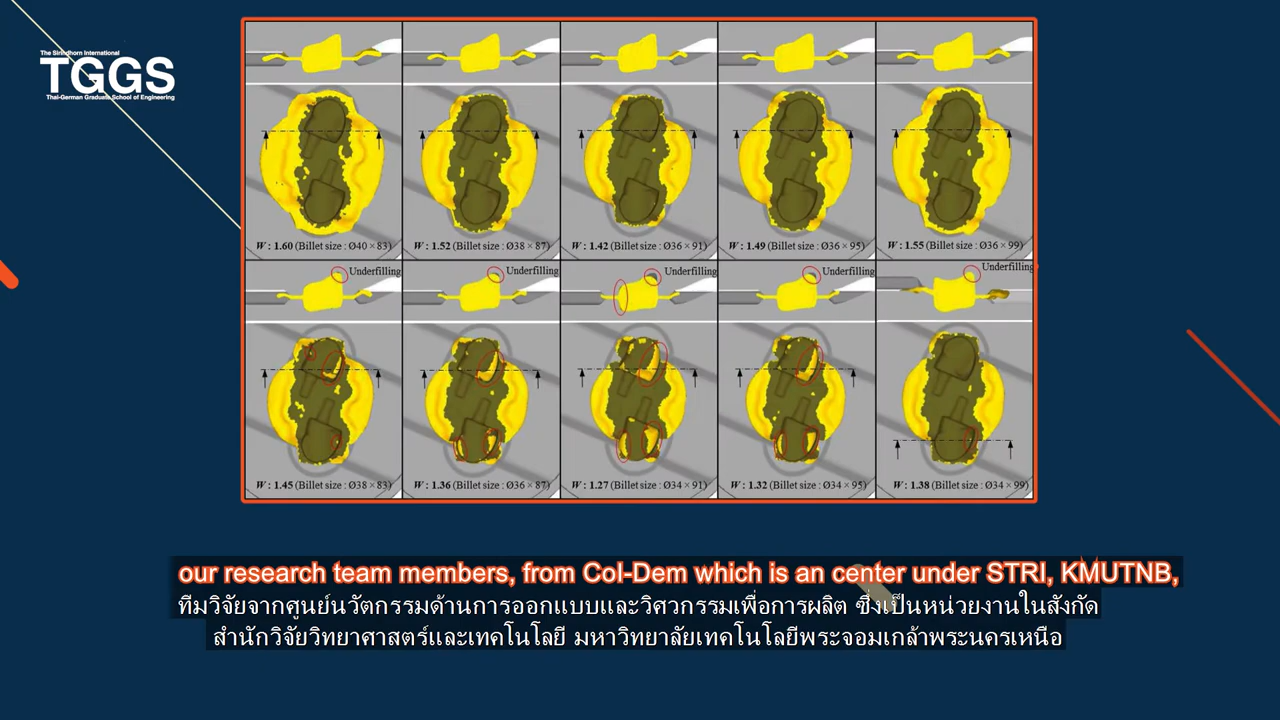 The Sirindhorn International
TGGS
Thai-German Graduate School of Engineering
W : 1.60 (Billet size : Ø40 × 83)
W : 1.52 (Billet size : Ø38 × 87)
W : 1.42 (Billet size : Ø36 × 91)
W : 1.49 (Billet size : Ø36 × 95)
W : 1.55 (Billet size : Ø36 × 99)
Underfilling
Underfilling
Underfilling
Underfilling
Underfilling
W : 1.45 (Billet size : Ø38 × 83)
W : 1.36 (Billet size : Ø36 × 87)
W : 1.27 (Billet size : Ø34 × 91)
W : 1.32 (Billet size : Ø34 × 95)
W : 1.38 (Billet size : Ø34 × 99)
our research team members, from CoI-Dem which is an center under STRI, KMUTNB,
ทีมวิจัยจากศูนย์นวัตกรรมด้านการออกแบบและวิศวกรรมเพื่อการผลิต ซึ่งเป็นหน่วยงานในสังกัด
สำนักวิจัยวิทยาศาสตร์และเทคโนโลยี มหาวิทยาลัยเทคโนโลยีพระจอมเกล้าพระนครเหนือ